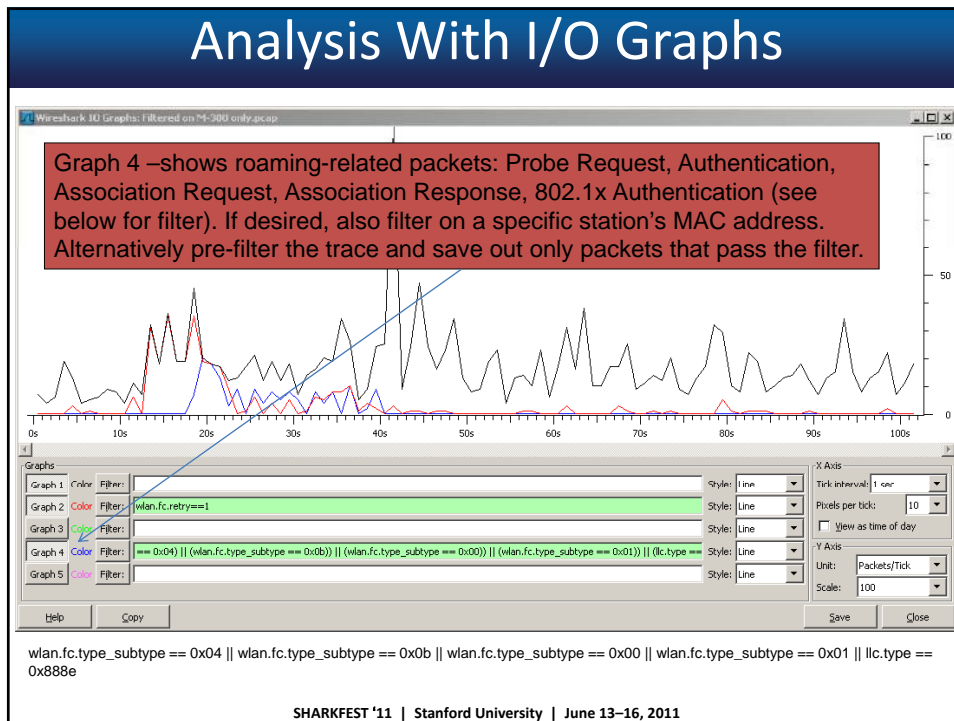 Analysis With I/O Graphs
Wireshark IO Graphs: Filtered on M-300 only.pcap
Graph 4 –shows roaming-related packets: Probe Request, Authentication,
Association Request, Association Response, 802.1x Authentication (see
below for filter). If desired, also filter on a specific station's MAC address.
Alternatively pre-filter the trace and save out only packets that pass the filter.
100
50
0
0s 10s 20s 30s 40s 50s 60s 70s 80s 90s 100s
Graphs
Graph 1 Color Filter: Style: Line
Graph 2 Color Filter: wlan.fc.retry==1 Style: Line
Graph 3 Color Filter: Style: Line
Graph 4 Color Filter: == 0x04) || (wlan.fc.type_subtype == 0x0b)) || (wlan.fc.type_subtype == 0x00)) || (wlan.fc.type_subtype == 0x01)) || (llc.type == Style: Line
Graph 5 Color Filter: Style: Line
X Axis
Tick interval: 1 sec
Pixels per tick: 10
View as time of day
Y Axis
Unit: Packets/Tick
Scale: 100
Help Copy Save Close
wlan.fc.type_subtype == 0x04 || wlan.fc.type_subtype == 0x0b || wlan.fc.type_subtype == 0x00 || wlan.fc.type_subtype == 0x01 || llc.type ==
0x888e
SHARKFEST '11 | Stanford University | June 13–16, 2011